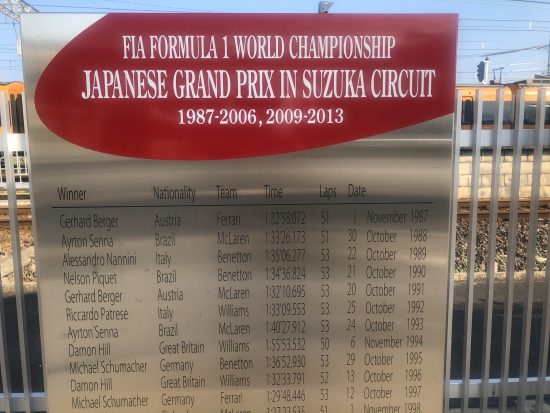 FIA FORMULA 1 WORLD CHAMPIONSHIP
JAPANESE GRAND PRIX IN SUZUKA CIRCUIT
1987-2006, 2009-2013
Winner Nationality Team Time Laps Date
Gerhard Berger Austria Ferrari 1:32'58.072 51 1 November 1987
Ayrton Senna Brazil McLaren 1:33'26.173 51 30 October 1988
Alessandro Nannini Italy Benetton 1:35'06.277 53 22 October 1989
Nelson Piquet Brazil Benetton 1:34'36.824 53 21 October 1990
Gerhard Berger Austria McLaren 1:32'10.695 53 20 October 1991
Riccardo Patrese Italy Williams 1:33'09.553 53 25 October 1992
Ayrton Senna Brazil McLaren 1:40'27.912 53 24 October 1993
Damon Hill Great Britain Williams 1:55'53.532 50 6 November 1994
Michael Schumacher Germany Benetton 1:36'52.930 53 29 October 1995
Damon Hill Great Britain Williams 1:32'33.791 52 13 October 1996
Michael Schumacher Germany Ferrari 1:29'48.446 53 12 October 1997
51 1 November 1998